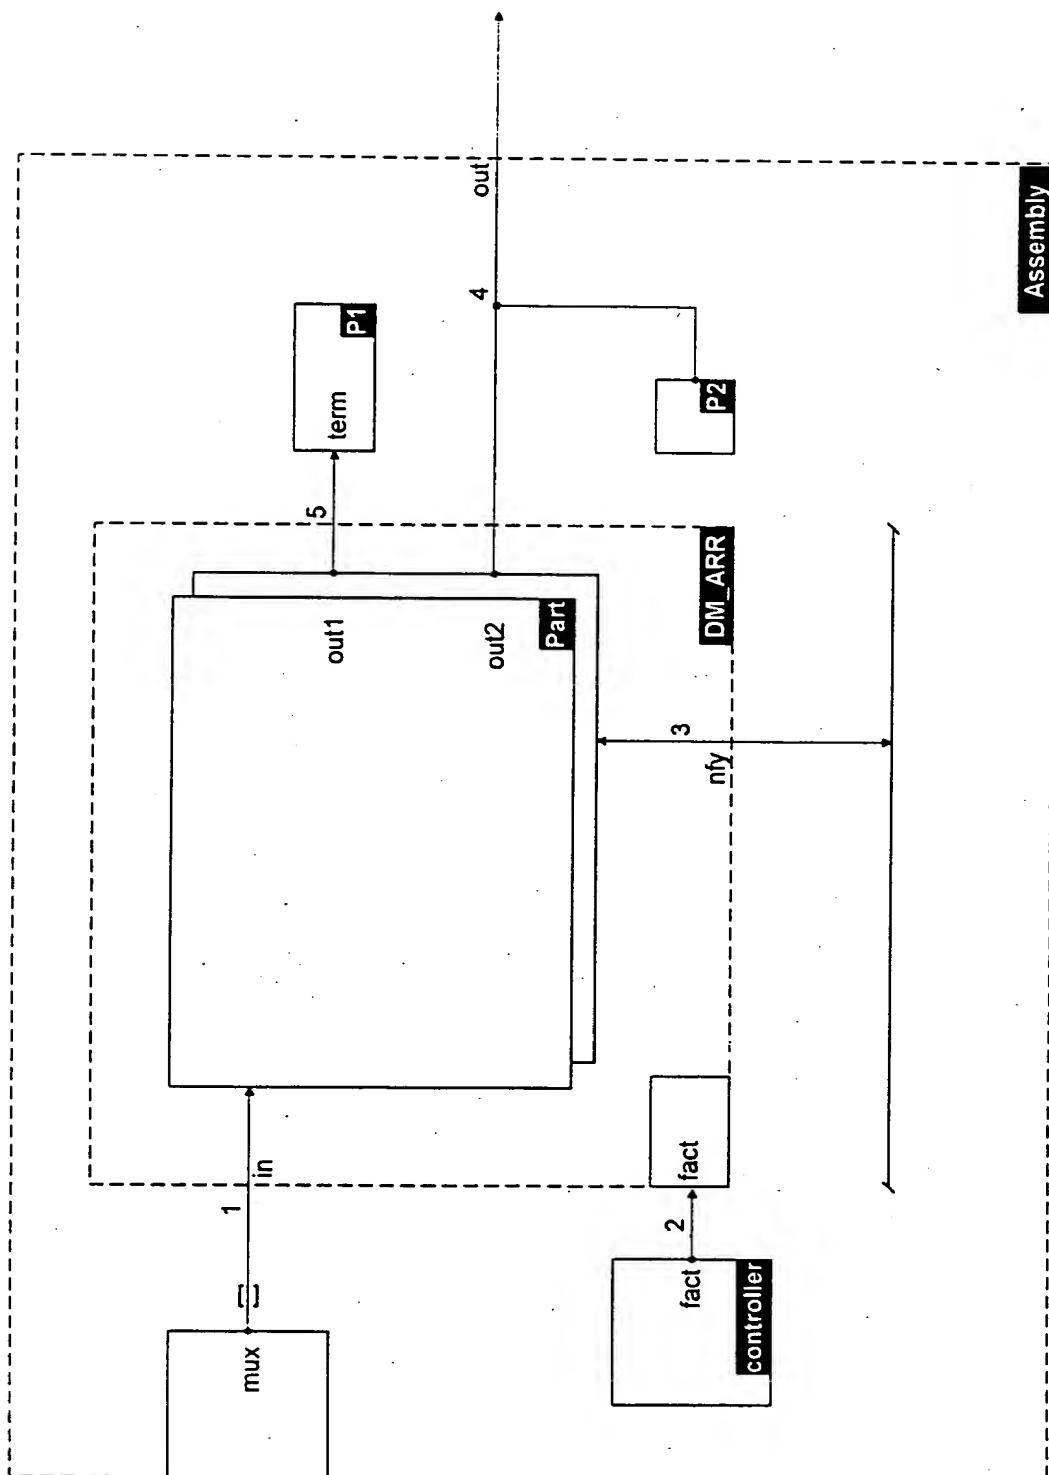 Assembly
out
4
P1
term
5
P2
DM_ARR
out1
out2
Part
3
nfy
in
1
[]
mux
fact
2
fact
controller